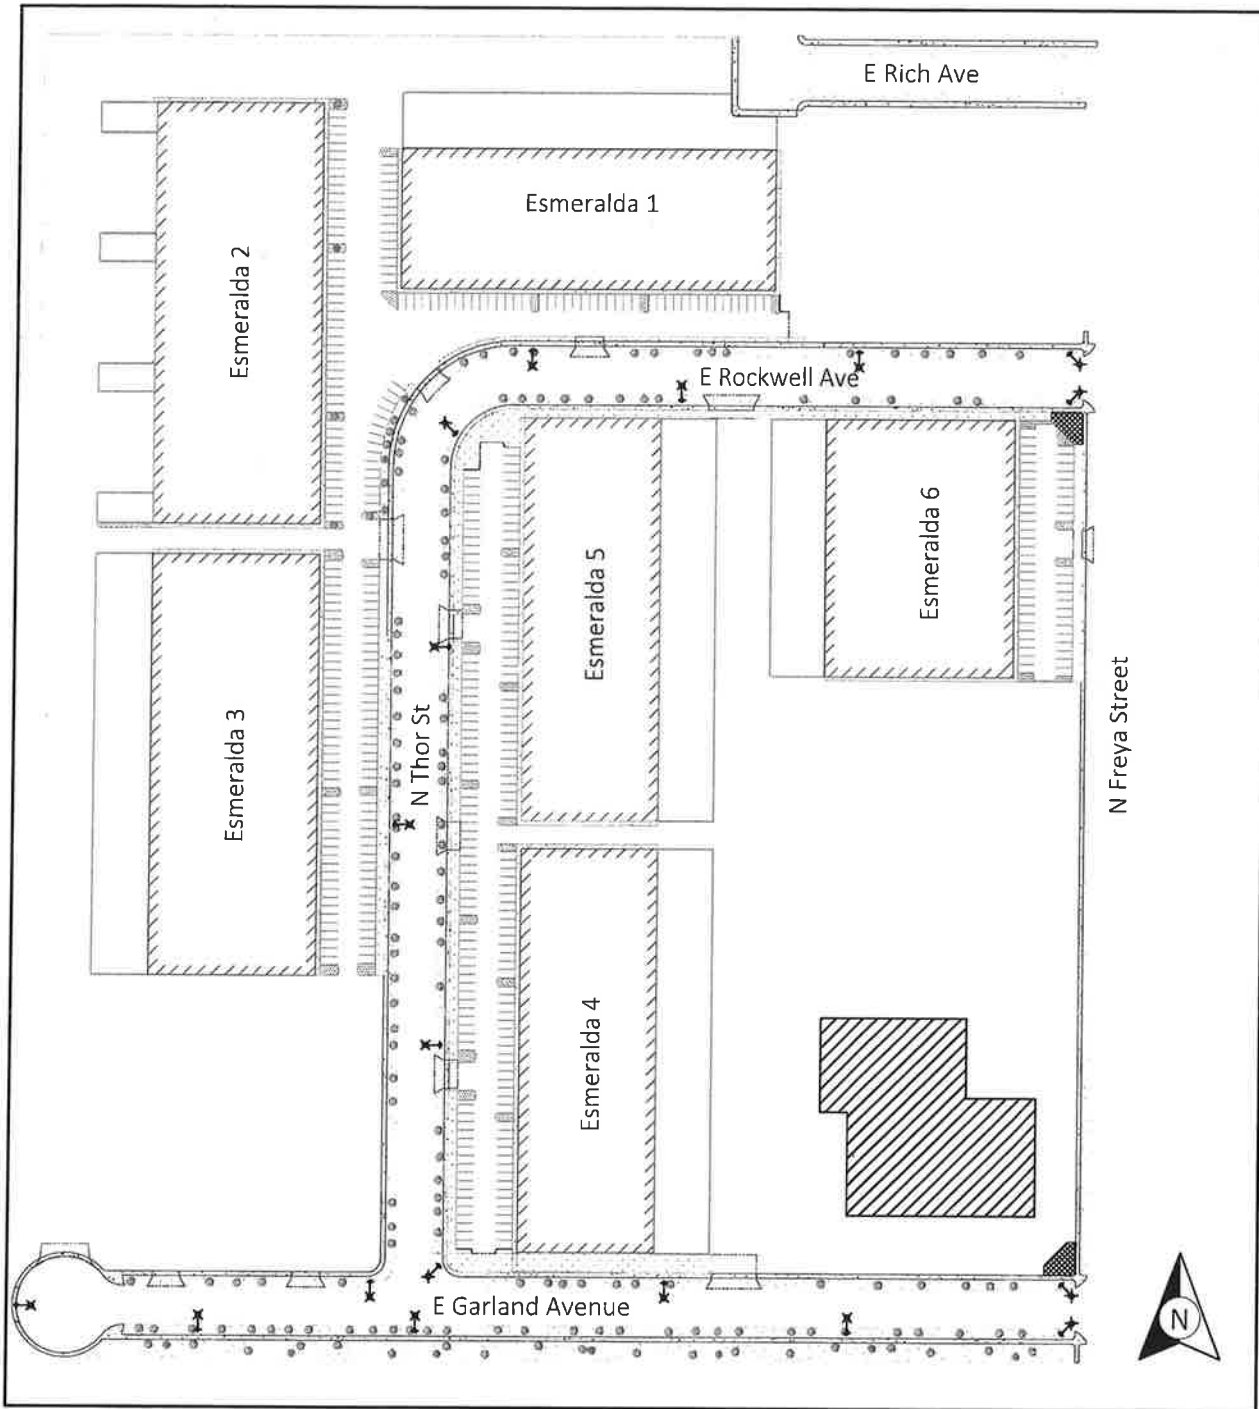 E Rich Ave
Esmeralda 1
Esmeralda 2
E Rockwell Ave
Esmeralda 5
Esmeralda 6
Esmeralda 3
N Thor St
N Freya Street
Esmeralda 4
E Garland Avenue
N